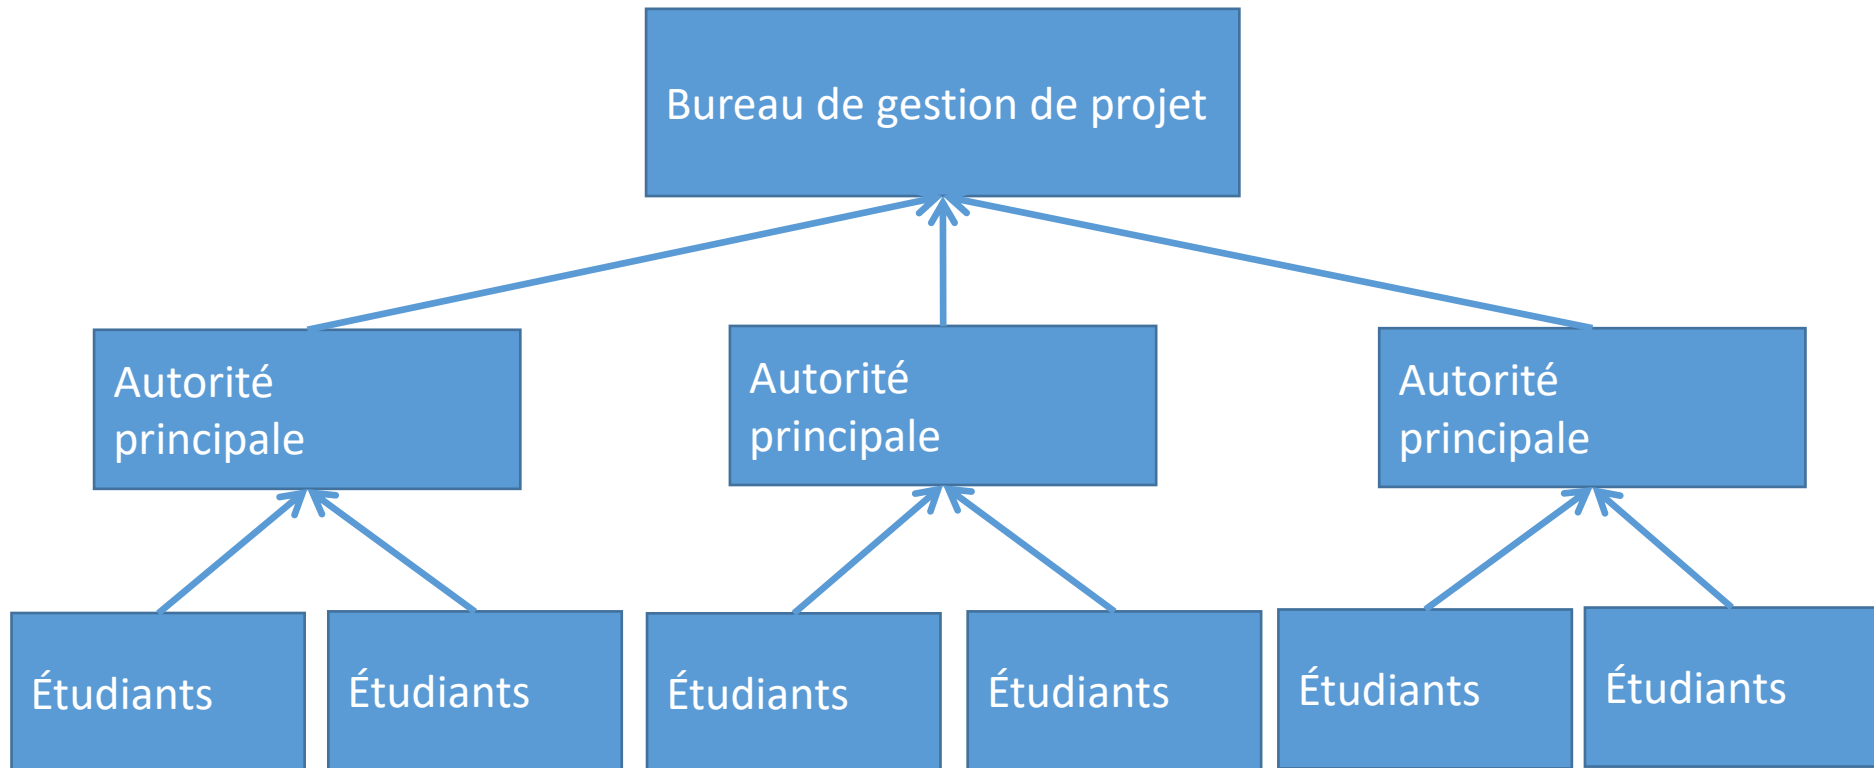 Bureau de gestion de projet
Autorité
principale
Autorité
principale
Autorité
principale
Étudiants
Étudiants
Étudiants
Étudiants
Étudiants
Étudiants